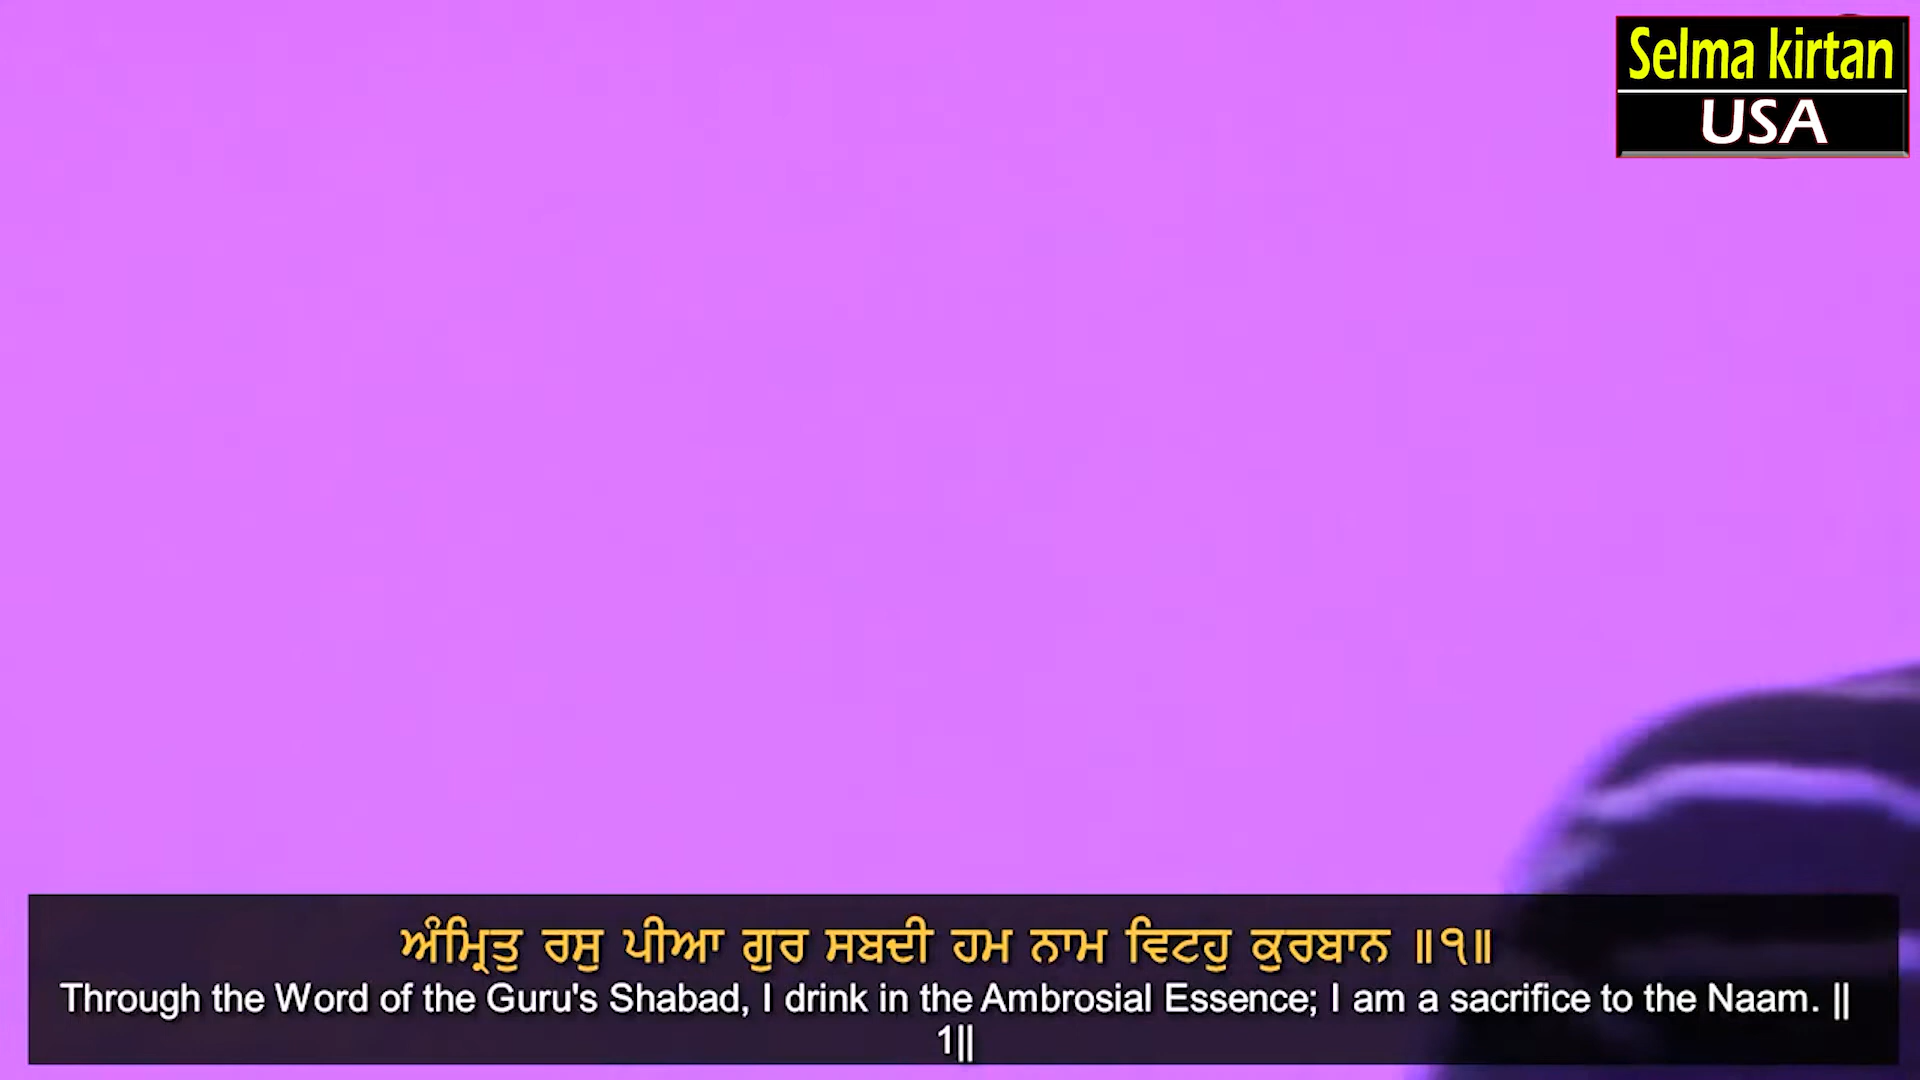 Selma kirtan
USA
ਅੰਮ੍ਰਿਤੁ ਰਸੁ ਪੀਆ ਗੁਰ ਸਬਦੀ ਹਮ ਨਾਮ ਵਿਟਹੁ ਕੁਰਬਾਨ ॥੧॥
Through the Word of the Guru's Shabad, I drink in the Ambrosial Essence; I am a sacrifice to the Naam. ||
1||